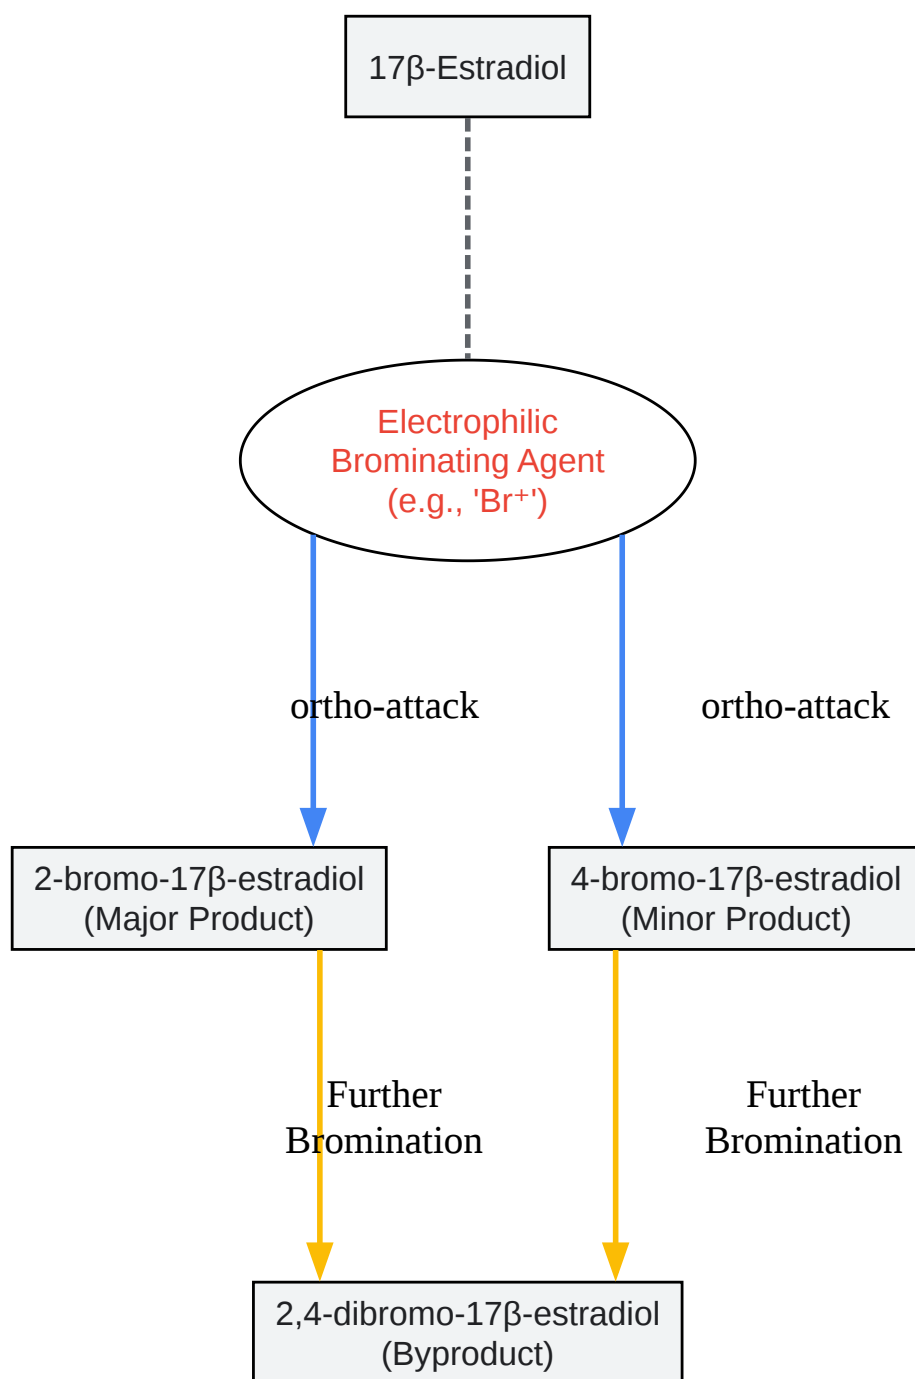 17β-Estradiol
Electrophilic
Brominating Agent
(e.g., 'Br⁺')
ortho-attack
ortho-attack
2-bromo-17β-estradiol
(Major Product)
4-bromo-17β-estradiol
(Minor Product)
Further
Bromination
Further
Bromination
2,4-dibromo-17β-estradiol
(Byproduct)